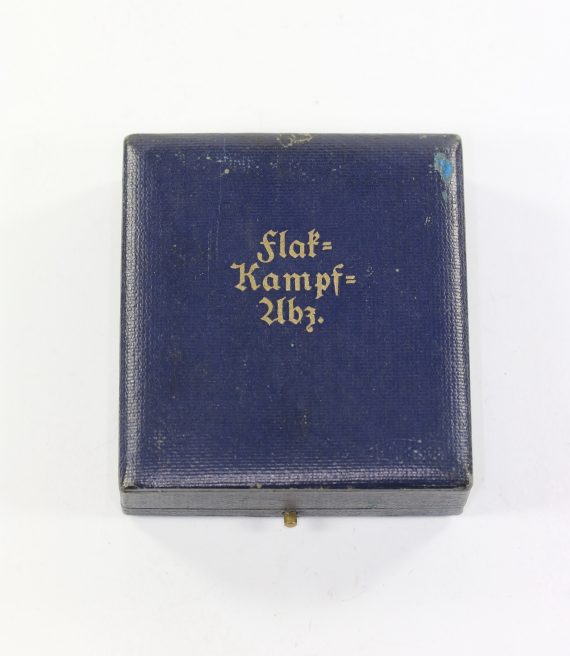 Flak=
Kampf=
Abz.